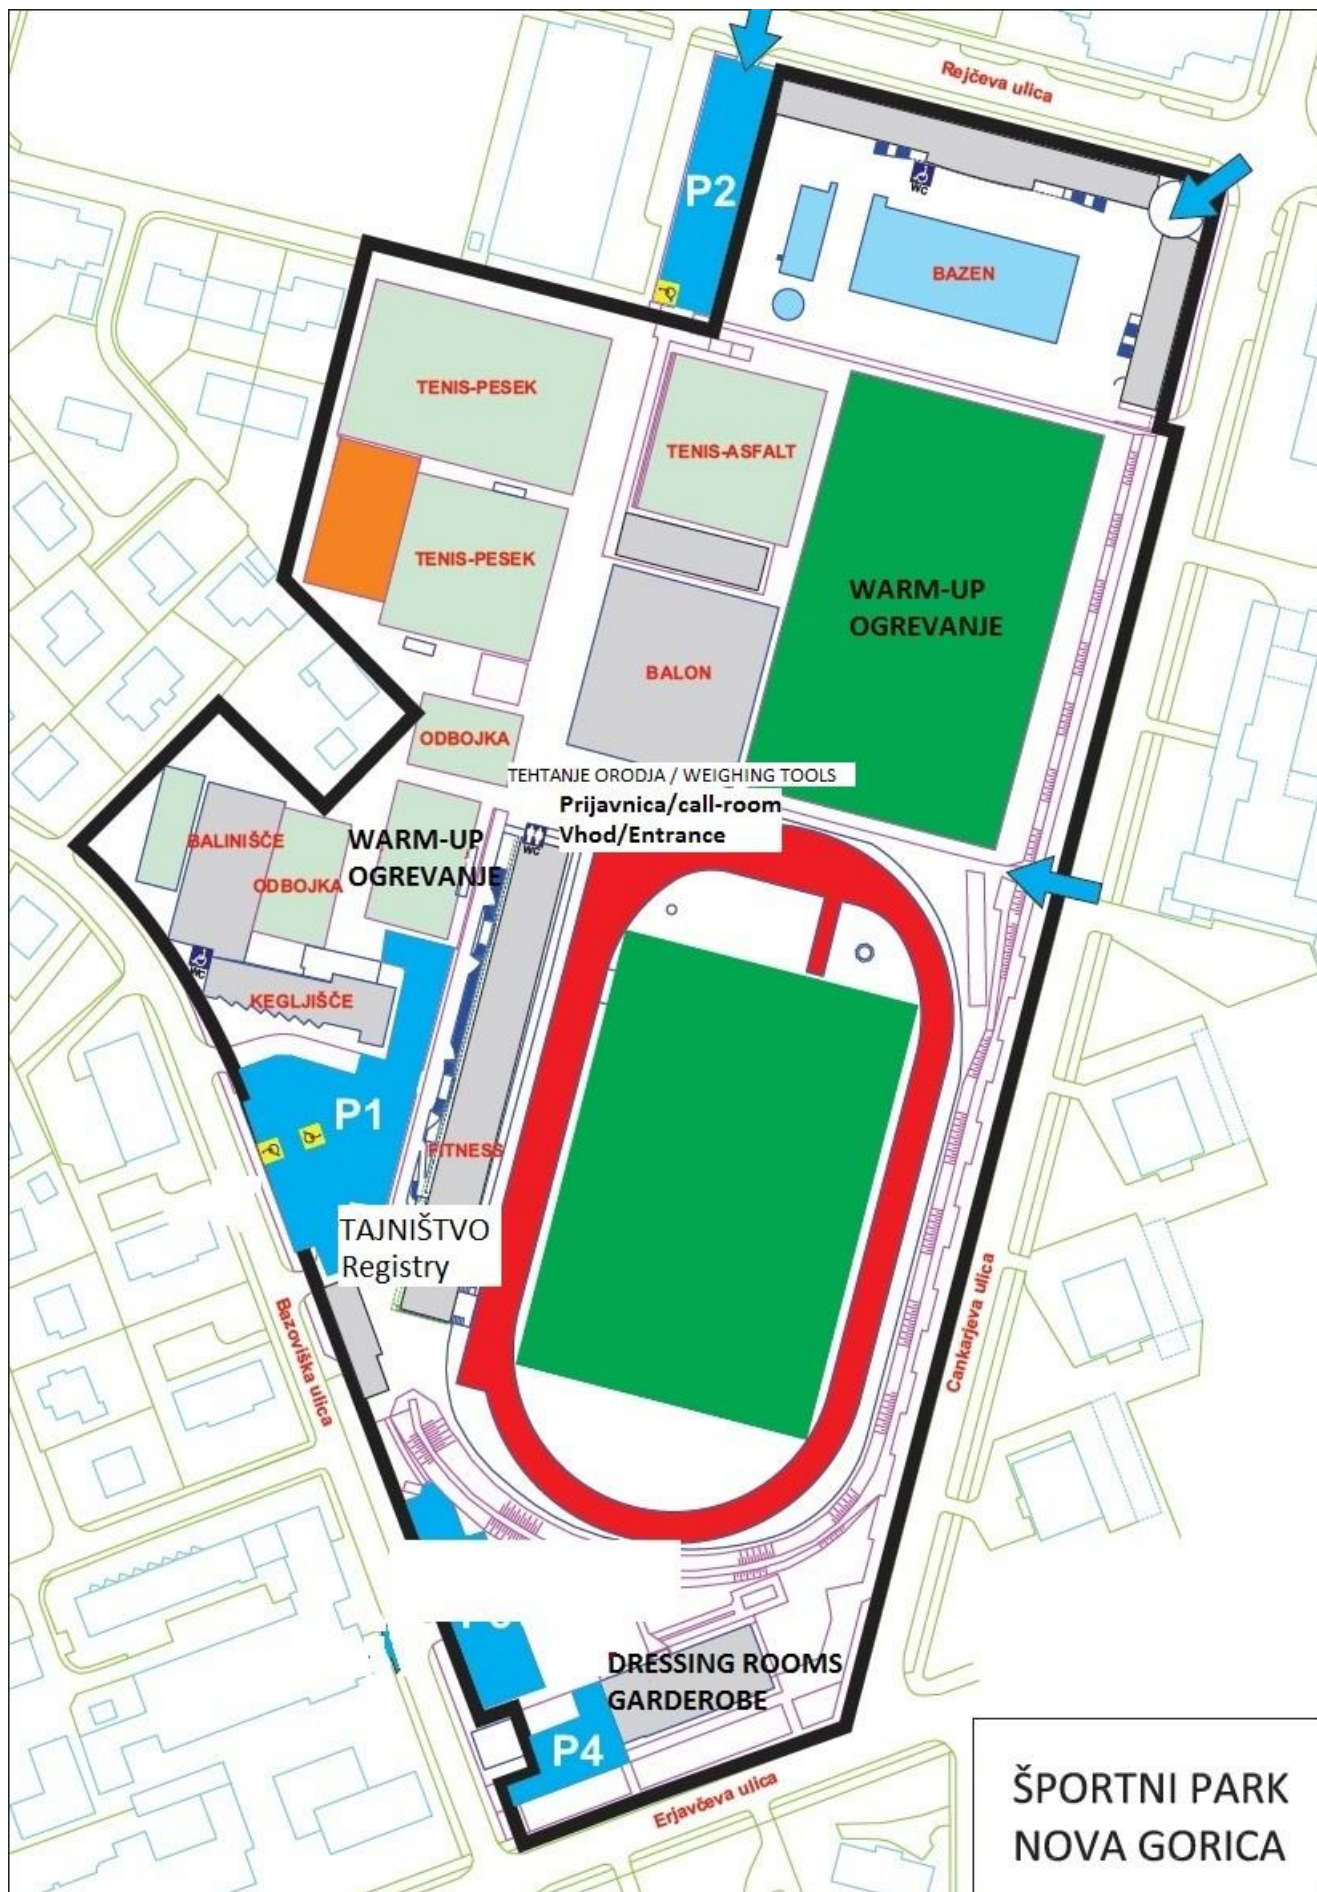 Rejčeva ulica
P2
WC
BAZEN
TENIS-PESEK
TENIS-ASFALT
TENIS-PESEK
WARM-UP
OGREVANJE
BALON
ODBOJKA
TEHTANJE ORODJA / WEIGHING TOOLS
Prijavnica/call-room
Vhod/Entrance
WC
BALINIŠČE
ODBOJKA
WARM-UP
OGREVANJE
WC
KEGLJIŠČE
P1
FITNESS
TAJNIŠTVO
Registry
Bazoviška ulica
Cankarjeva ulica
DRESSING ROOMS
GARDEROBE
P4
Erjavčeva ulica
ŠPORTNI PARK
NOVA GORICA